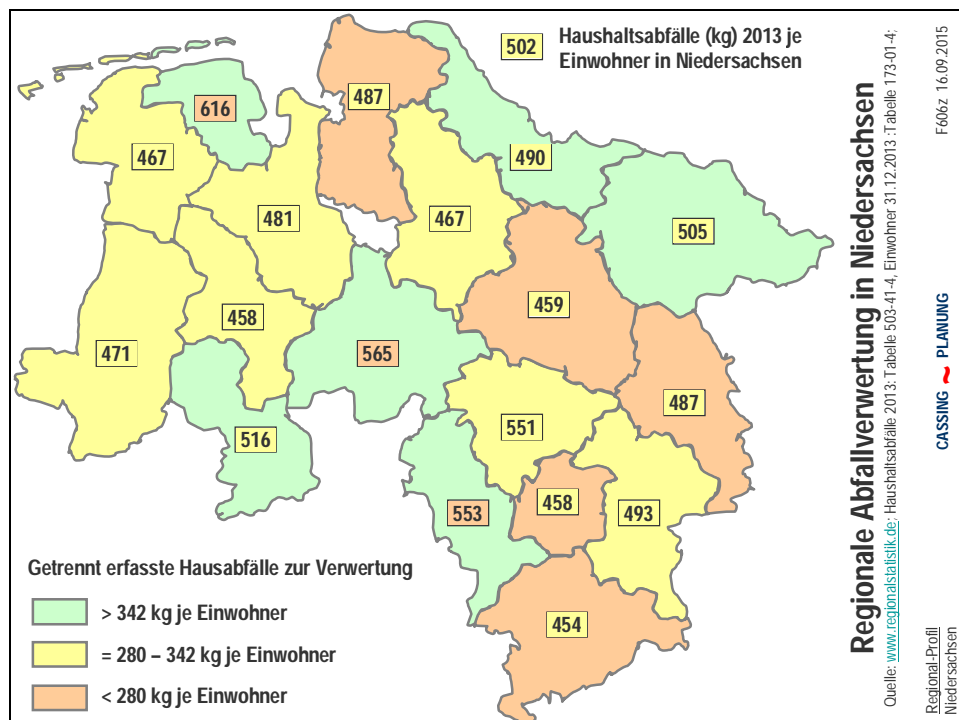 502
Haushaltsabfälle (kg) 2013 je
Einwohner in Niedersachsen
616
487
467
490
481
467
505
458
459
471
565
487
551
516
553
458
493
454
Getrennt erfasste Hausabfälle zur Verwertung
> 342 kg je Einwohner
= 280 – 342 kg je Einwohner
< 280 kg je Einwohner
Regionale Abfallverwertung in Niedersachsen
Quelle: www.regionalstatistik.de; Haushaltsabfälle 2013: Tabelle 503-41-4, Einwohner 31.12.2013 :Tabelle 173-01-4;
Regional-Profil
Niedersachsen
CASSING ~ PLANUNG
F606z 16.09.2015